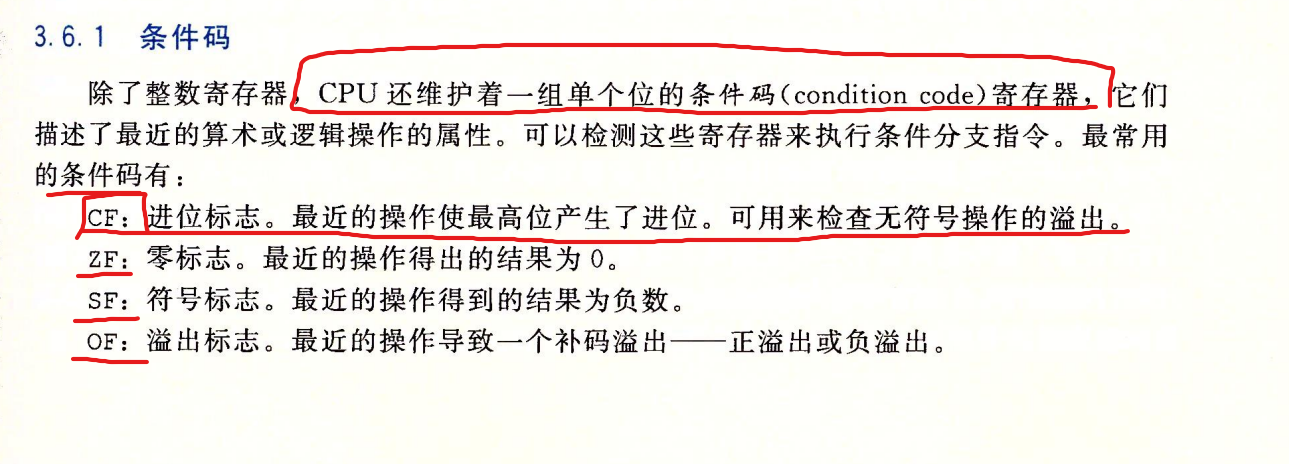 3.6.1 条件码
除了整数寄存器,CPU 还维护着一组单个位的条件码(condition code)寄存器,它们
描述了最近的算术或逻辑操作的属性。可以检测这些寄存器来执行条件分支指令。最常用
的条件码有:
CF:进位标志。最近的操作使最高位产生了进位。可用来检查无符号操作的溢出。
ZF:零标志。最近的操作得出的结果为 0。
SF:符号标志。最近的操作得到的结果为负数。
OF:溢出标志。最近的操作导致一个补码溢出——正溢出或负溢出。